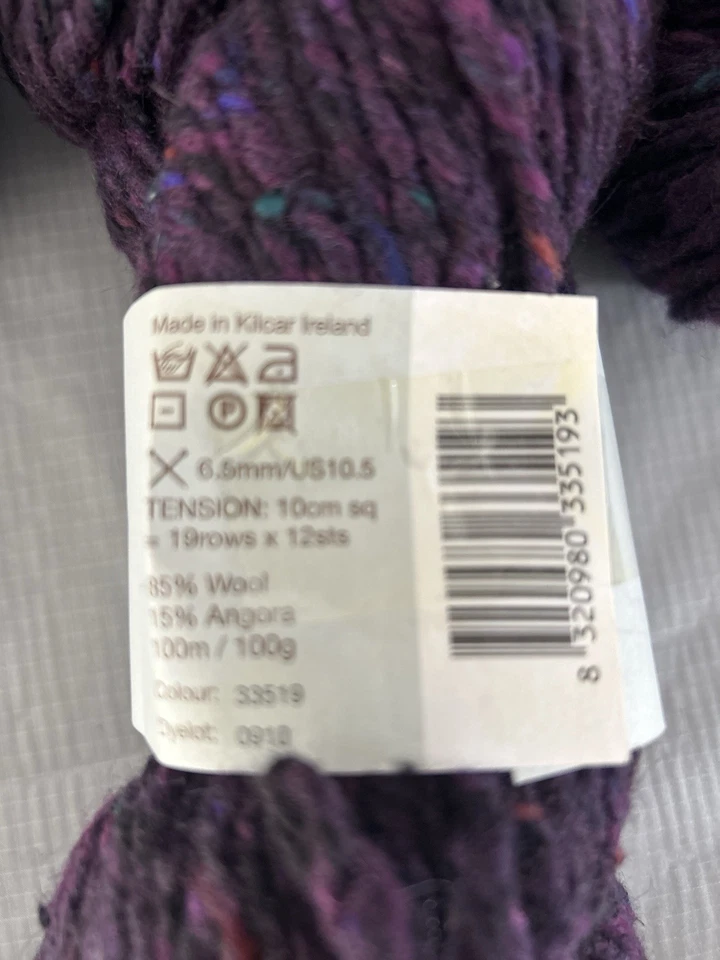 Made in Kilcar Ireland
P
6.5mm/US10.5
TENSION: 10cm sq
= 19rows x 12sts
85% Wool
15% Angora
100m / 100g
Colour: 33519
Dyelot:
8 320980 335193